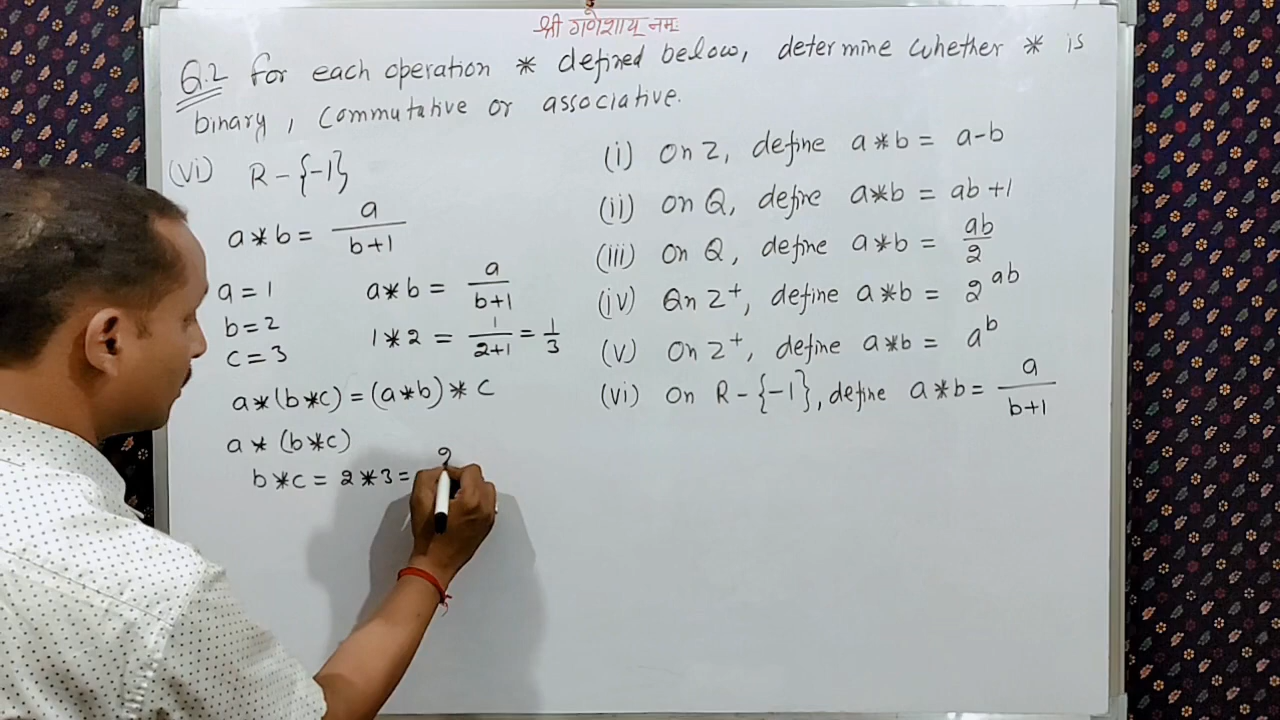 श्री गणेशाय नमः
Q.2 For each operation * defined below, determine whether * is
binary, commutative or associative.
(vi) R-{-1}
a*b = a/(b+1)
a=1
b=2
c=3
a*b = a/(b+1)
1*2 = 1/(2+1) = 1/3
a*(b*c)=(a*b)*c
a*(b*c)
b*c = 2*3= 2
(i) On Z, define a*b = a-b
(ii) On Q, define a*b = ab+1
(iii) On Q, define a*b = ab/2
(iv) On Z⁺, define a*b = 2^ab
(v) On Z⁺, define a*b = a^b
(vi) On R-{-1}, define a*b = a/(b+1)